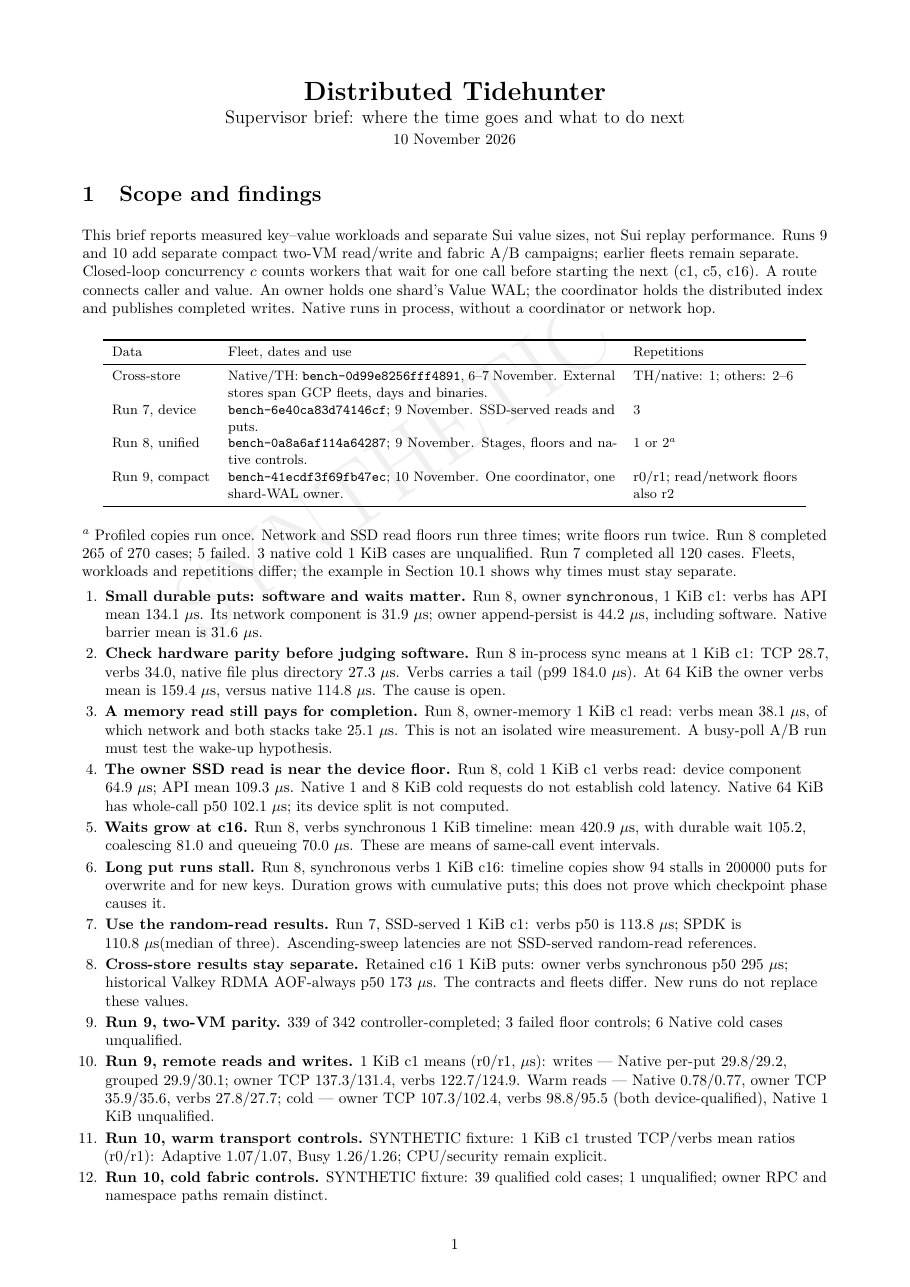 Distributed Tidehunter
Supervisor brief: where the time goes and what to do next
10 November 2026
1 Scope and findings
This brief reports measured key–value workloads and separate Sui value sizes, not Sui replay performance. Runs 9
and 10 add separate compact two-VM read/write and fabric A/B campaigns; earlier fleets remain separate.
Closed-loop concurrency c counts workers that wait for one call before starting the next (c1, c5, c16). A route
connects caller and value. An owner holds one shard's Value WAL; the coordinator holds the distributed index
and publishes completed writes. Native runs in process, without a coordinator or network hop.
SYNTHETIC
Data Fleet, dates and use Repetitions
Cross-store Native/TH: bench-0d99e8256fff4891, 6–7 November. External TH/native: 1; others: 2–6
stores span GCP fleets, days and binaries.
Run 7, device bench-6e40ca83d74146cf; 9 November. SSD-served reads and 3
puts.
Run 8, unified bench-0a8a6af114a64287; 9 November. Stages, floors and na- 1 or 2a
tive controls.
Run 9, compact bench-41ecdf3f69fb47ec; 10 November. One coordinator, one r0/r1; read/network floors
shard-WAL owner. also r2
a Profiled copies run once. Network and SSD read floors run three times; write floors run twice. Run 8 completed
265 of 270 cases; 5 failed. 3 native cold 1 KiB cases are unqualified. Run 7 completed all 120 cases. Fleets,
workloads and repetitions differ; the example in Section 10.1 shows why times must stay separate.
1. Small durable puts: software and waits matter. Run 8, owner synchronous, 1 KiB c1: verbs has API
mean 134.1 µs. Its network component is 31.9 µs; owner append-persist is 44.2 µs, including software. Native
barrier mean is 31.6 µs.
2. Check hardware parity before judging software. Run 8 in-process sync means at 1 KiB c1: TCP 28.7,
verbs 34.0, native file plus directory 27.3 µs. Verbs carries a tail (p99 184.0 µs). At 64 KiB the owner verbs
mean is 159.4 µs, versus native 114.8 µs. The cause is open.
3. A memory read still pays for completion. Run 8, owner-memory 1 KiB c1 read: verbs mean 38.1 µs, of
which network and both stacks take 25.1 µs. This is not an isolated wire measurement. A busy-poll A/B run
must test the wake-up hypothesis.
4. The owner SSD read is near the device floor. Run 8, cold 1 KiB c1 verbs read: device component
64.9 µs; API mean 109.3 µs. Native 1 and 8 KiB cold requests do not establish cold latency. Native 64 KiB
has whole-call p50 102.1 µs; its device split is not computed.
5. Waits grow at c16. Run 8, verbs synchronous 1 KiB timeline: mean 420.9 µs, with durable wait 105.2,
coalescing 81.0 and queueing 70.0 µs. These are means of same-call event intervals.
6. Long put runs stall. Run 8, synchronous verbs 1 KiB c16: timeline copies show 94 stalls in 200000 puts for
overwrite and for new keys. Duration grows with cumulative puts; this does not prove which checkpoint phase
causes it.
7. Use the random-read results. Run 7, SSD-served 1 KiB c1: verbs p50 is 113.8 µs; SPDK is
110.8 µs(median of three). Ascending-sweep latencies are not SSD-served random-read references.
8. Cross-store results stay separate. Retained c16 1 KiB puts: owner verbs synchronous p50 295 µs;
historical Valkey RDMA AOF-always p50 173 µs. The contracts and fleets differ. New runs do not replace
these values.
9. Run 9, two-VM parity. 339 of 342 controller-completed; 3 failed floor controls; 6 Native cold cases
unqualified.
10. Run 9, remote reads and writes. 1 KiB c1 means (r0/r1, µs): writes — Native per-put 29.8/29.2,
grouped 29.9/30.1; owner TCP 137.3/131.4, verbs 122.7/124.9. Warm reads — Native 0.78/0.77, owner TCP
35.9/35.6, verbs 27.8/27.7; cold — owner TCP 107.3/102.4, verbs 98.8/95.5 (both device-qualified), Native 1
KiB unqualified.
11. Run 10, warm transport controls. SYNTHETIC fixture: 1 KiB c1 trusted TCP/verbs mean ratios
(r0/r1): Adaptive 1.07/1.07, Busy 1.26/1.26; CPU/security remain explicit.
12. Run 10, cold fabric controls. SYNTHETIC fixture: 39 qualified cold cases; 1 unqualified; owner RPC and
namespace paths remain distinct.
1